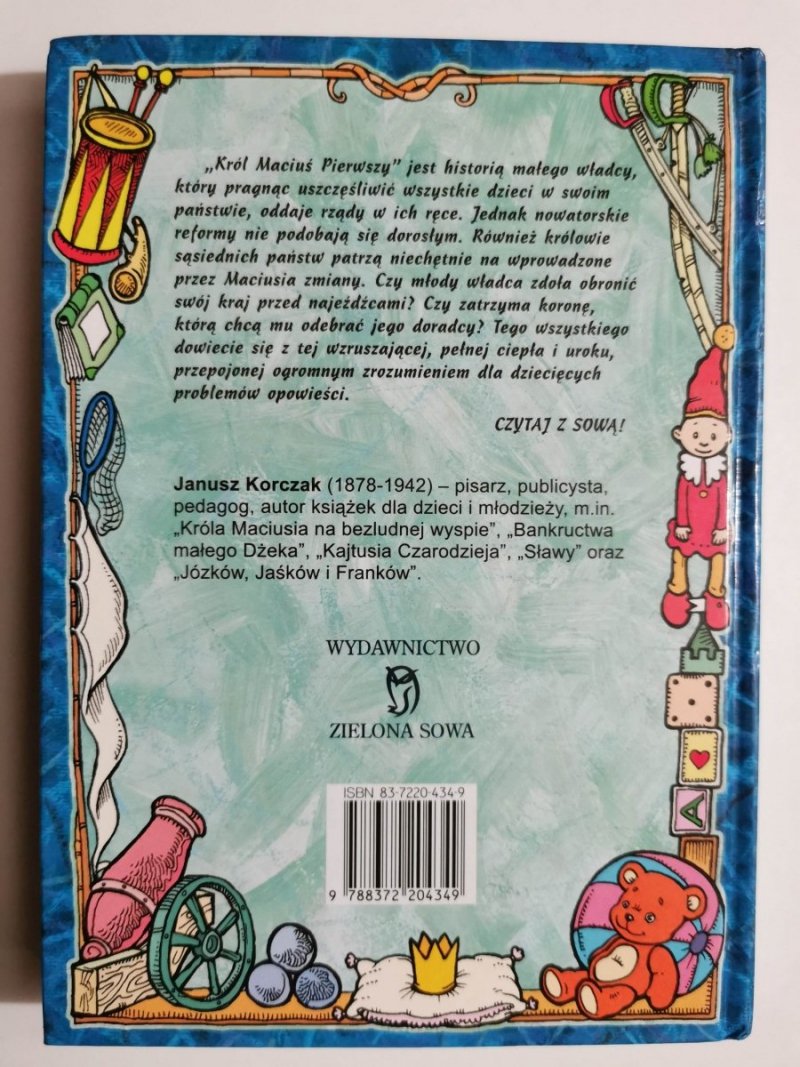 „Król Maciuś Pierwszy” jest historią małego władcy,
który pragnąc uszczęśliwić wszystkie dzieci w swoim
państwie, oddaje rządy w ich ręce. Jednak nowatorskie
reformy nie podobają się dorosłym. Również królowie
sąsiednich państw patrzą niechętnie na wprowadzone
przez Maciusia zmiany. Czy młody władca zdoła obronić
swój kraj przed najeźdźcami? Czy zatrzyma koronę,
którą chcą mu odebrać jego doradcy? Tego wszystkiego
dowiecie się z tej wzruszającej, pełnej ciepła i uroku,
przepojonej ogromnym zrozumieniem dla dziecięcych
problemów opowieści.
CZYTAJ Z SOWĄ!
Janusz Korczak (1878-1942) – pisarz, publicysta,
pedagog, autor książek dla dzieci i młodzieży, m.in.
„Króla Maciusia na bezludnej wyspie”, „Bankructwa
małego Dżeka”, „Kajtusia Czarodzieja”, „Sławy” oraz
„Józków, Jaśków i Franków”.
WYDAWNICTWO
ZIELONA SOWA
A
ISBN 83-7220-434-9
9 788372 204349